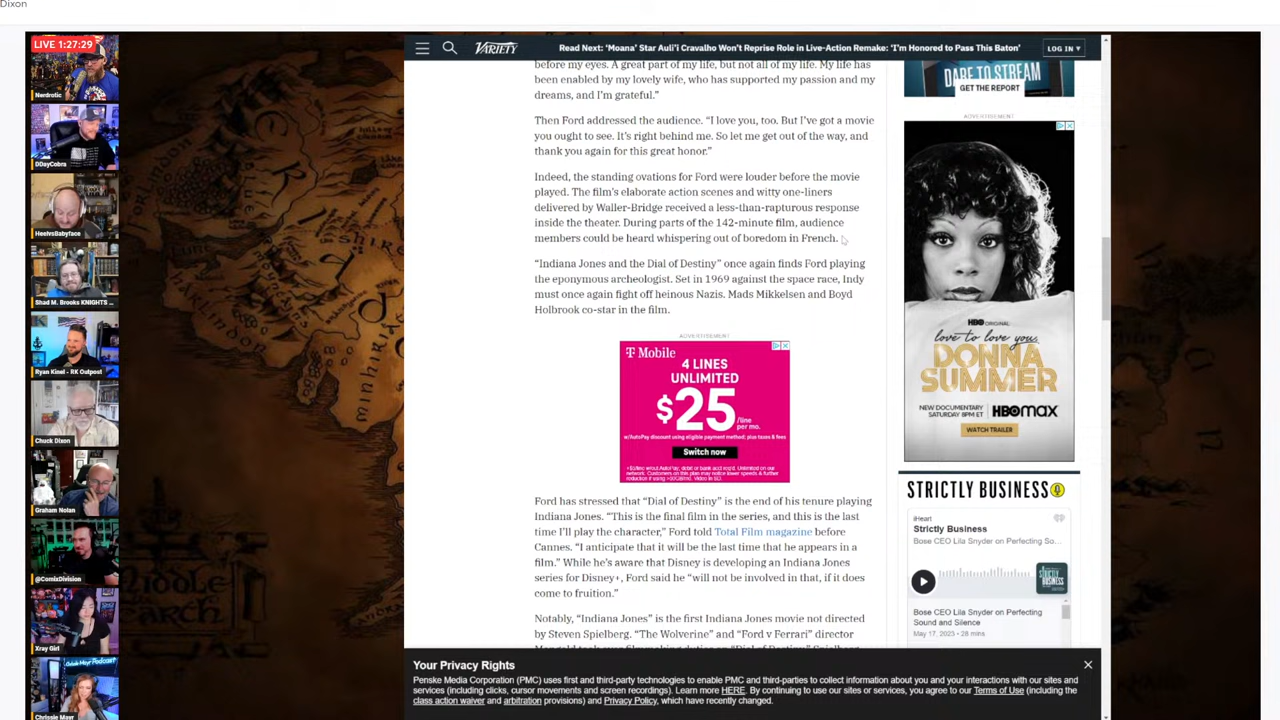 Dixon
LIVE 1:27:29
Nerdrotic
DDayCobra
HeelvsBabyface
Shad M. Brooks KNIGHTS ...
Ryan Kinel - RK Outpost
Chuck Dixon
Graham Nolan
@ComixDivision
Xray Girl
Chrissie Mayr
VARIETY
Read Next: ‘Moana’ Star Auli’i Cravalho Won’t Reprise Role in Live-Action Remake: ‘I’m Honored to Pass This Baton’
LOG IN
before my eyes. A great part of my life, but not all of my life. My life has
been enabled by my lovely wife, who has supported my passion and my
dreams, and I’m grateful.”
Then Ford addressed the audience. “I love you, too. But I’ve got a movie
you ought to see. It’s right behind me. So let me get out of the way, and
thank you again for this great honor.”
Indeed, the standing ovations for Ford were louder before the movie
played. The film’s elaborate action scenes and witty one-liners
delivered by Waller-Bridge received a less-than-rapturous response
inside the theater. During parts of the 142-minute film, audience
members could be heard whispering out of boredom in French.
“Indiana Jones and the Dial of Destiny” once again finds Ford playing
the eponymous archeologist. Set in 1969 against the space race, Indy
must once again fight off heinous Nazis. Mads Mikkelsen and Boyd
Holbrook co-star in the film.
ADVERTISEMENT
T Mobile
4 LINES
UNLIMITED
$25
/line
per mo.
w/AutoPay discount using eligible payment method; plus taxes & fees
Switch now
Ford has stressed that “Dial of Destiny” is the end of his tenure playing
Indiana Jones. “This is the final film in the series, and this is the last
time I’ll play the character,” Ford told Total Film magazine before
Cannes. “I anticipate that it will be the last time that he appears in a
film.” While he’s aware that Disney is developing an Indiana Jones
series for Disney+, Ford said he “will not be involved in that, if it does
come to fruition.”
Notably, “Indiana Jones” is the first Indiana Jones movie not directed
by Steven Spielberg. “The Wolverine” and “Ford v Ferrari” director
DARE TO STREAM
GET THE REPORT
ADVERTISEMENT
HBO ORIGINAL
love to love you,
DONNA
SUMMER
NEW DOCUMENTARY
SATURDAY 8PM ET
HBOMAX
WATCH TRAILER
STRICTLY BUSINESS
iHeart
Strictly Business
Bose CEO Lila Snyder on Perfecting So...
STRICTLY BUSINESS
Bose CEO Lila Snyder on Perfecting
Sound and Silence
May 17, 2023 • 28 mins
Your Privacy Rights
Penske Media Corporation (PMC) uses first and third-party technologies to enable PMC and third-parties to collect information about you and your interactions with our sites and
services (including clicks, cursor movements and screen recordings). Learn more HERE. By continuing to use our sites or services, you agree to our Terms of Use (including the
class action waiver and arbitration provisions) and Privacy Policy, which have recently changed.